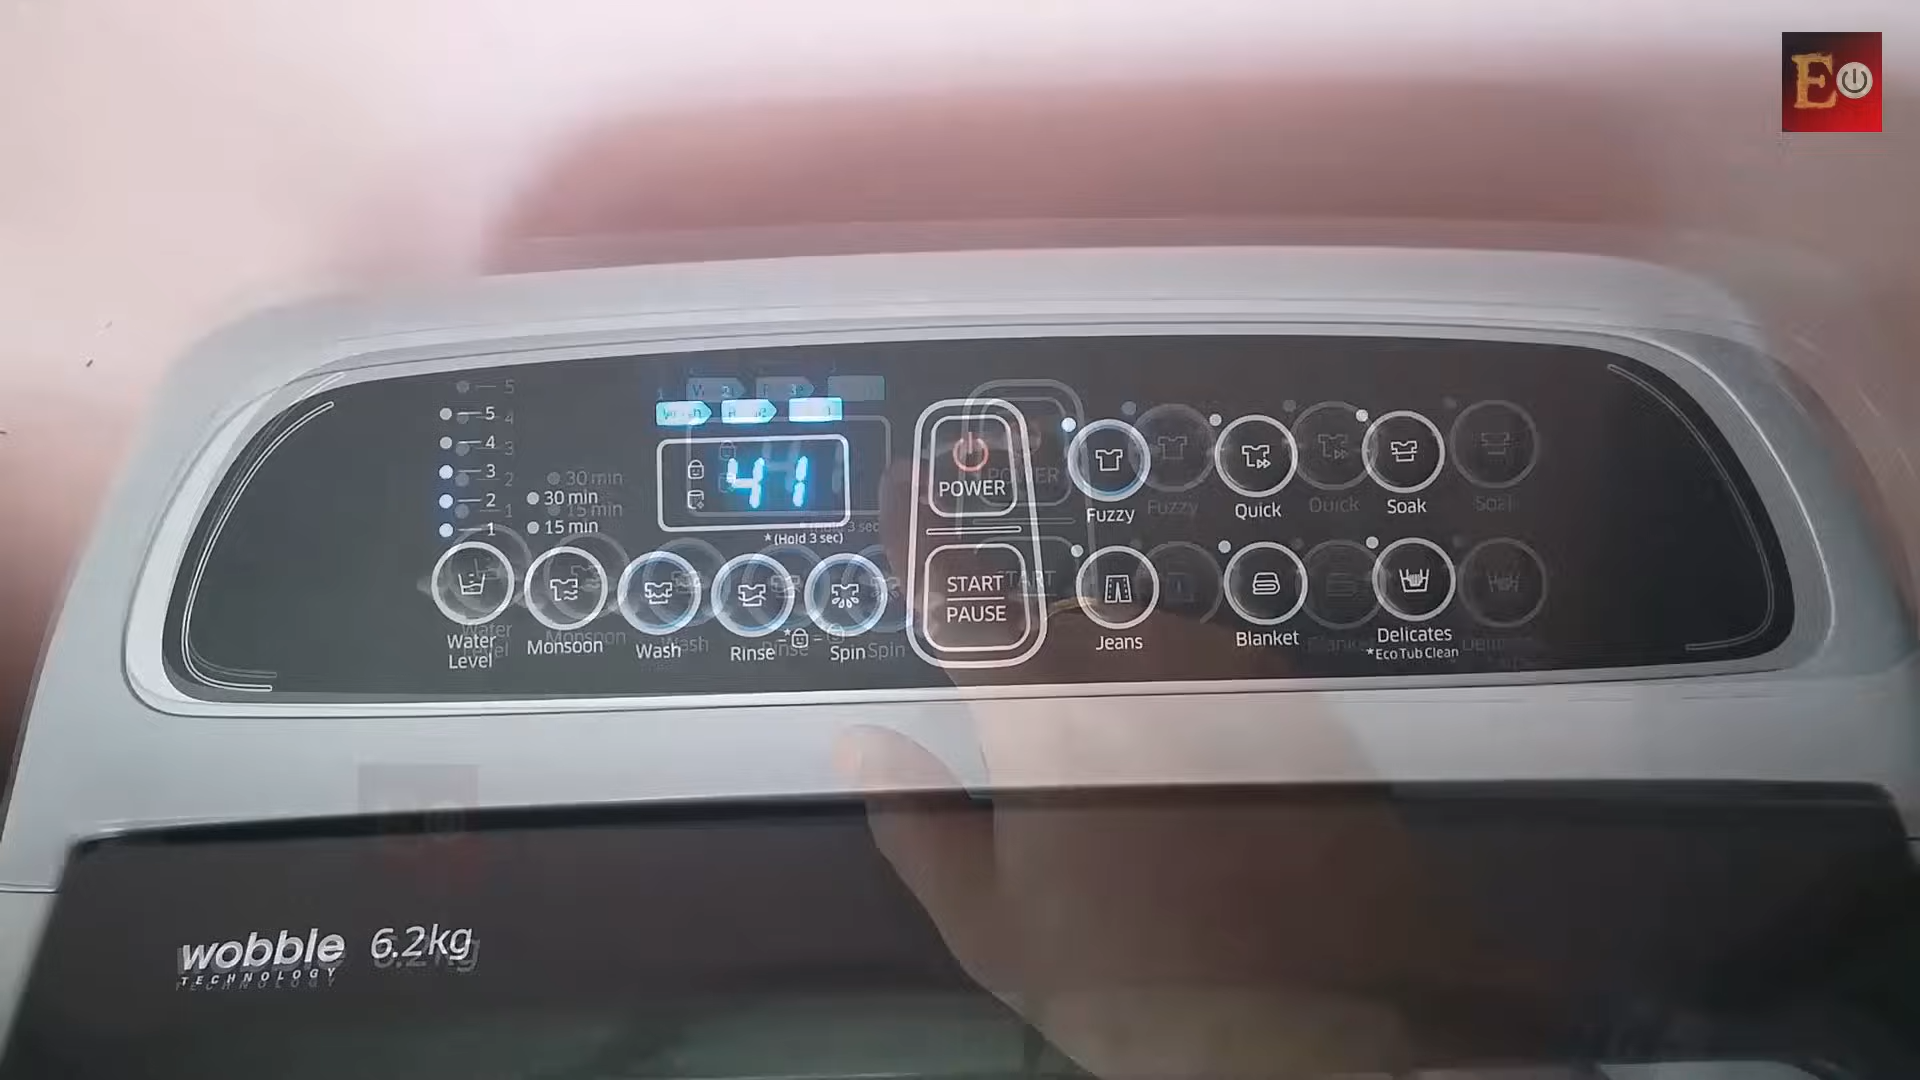 E
5
4
3
2
1
30 min
15 min
Wash
41
*(Hold 3 sec)
Water
Level
Monsoon
Wash
Rinse
Spin
POWER
START
PAUSE
Fuzzy
Quick
Soak
Jeans
Blanket
Delicates
*Eco Tub Clean
wobble
TECHNOLOGY
6.2kg